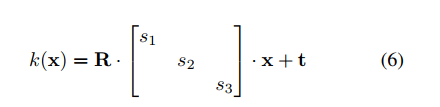 k(x) = R · [s₁ s₂ s₃] · x + t (6)